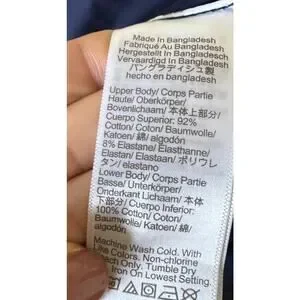 Made In Bangladesh
Fabriqué Au Bangladesh
Hergestellt In Bangladesch
Vervaardigd In Bangladesh
バングラディシュ製
hecho en bangladesh
Upper Body/ Corps Partie
Haute/ Oberkörper/
Bovenlichaam/ 本体上部分/
Cuerpo Superior: 92%
Cotton/ Coton/ Baumwolle/
Katoen/ 綿/ algodón
8% Elastane/ Elasthanne/
Elastan/ Elastaan/ ポリウレ
タン/ elastano
Lower Body/ Corps Partie
Basse/ Unterkörper/
Onderkant Lichaam/ 本体
下部分/ Cuerpo Inferior:
100% Cotton/ Coton/
Baumwolle/ Katoen/ 綿/
algodón
Machine Wash Cold. With
Like Colors. Non-Chlorine
Bleach Only. Tumble Dry
Iron On Lowest Setting